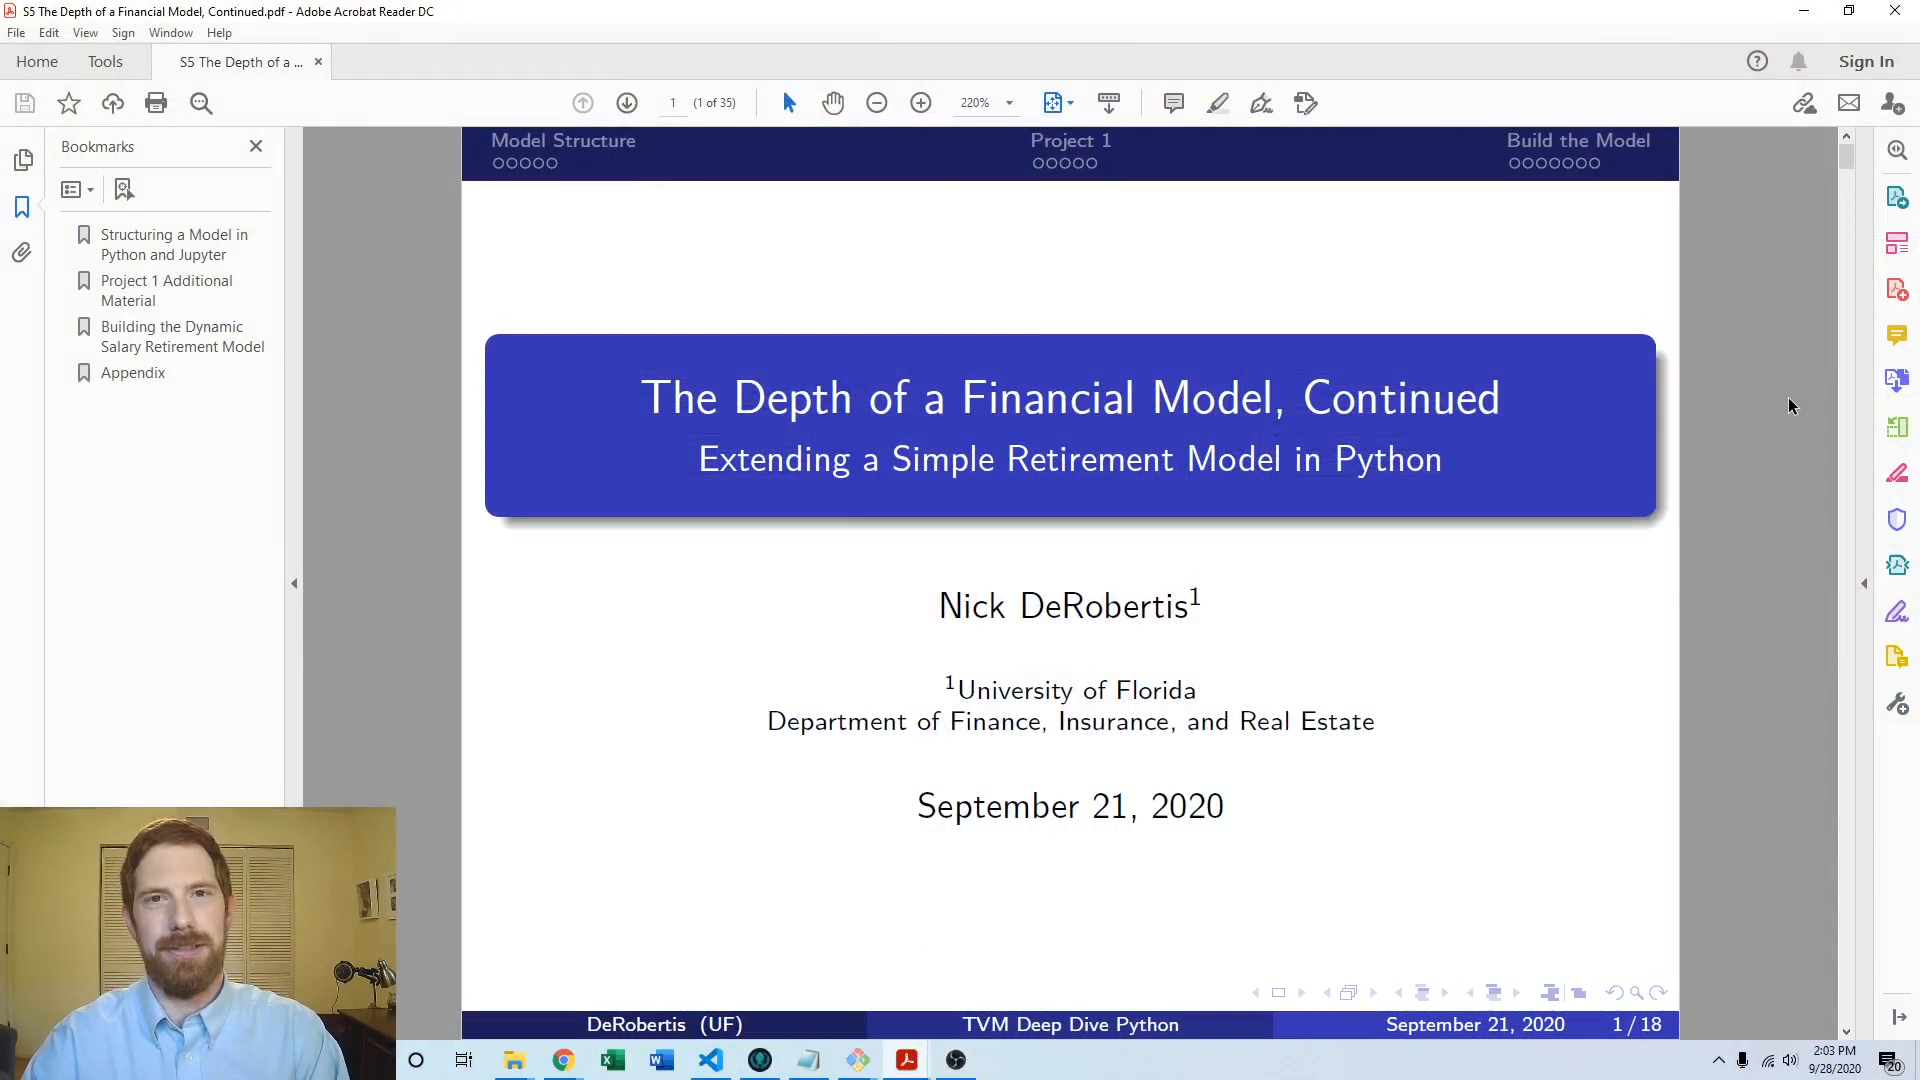 S5 The Depth of a Financial Model, Continued.pdf - Adobe Acrobat Reader DC
File Edit View Sign Window Help
Home Tools S5 The Depth of a ... Sign In
1 (1 of 35) 220%
Bookmarks
Structuring a Model in
Python and Jupyter
Project 1 Additional
Material
Building the Dynamic
Salary Retirement Model
Appendix
Model Structure Project 1 Build the Model
The Depth of a Financial Model, Continued
Extending a Simple Retirement Model in Python
Nick DeRobertis1
1University of Florida
Department of Finance, Insurance, and Real Estate
September 21, 2020
DeRobertis (UF) TVM Deep Dive Python September 21, 2020 1 / 18
2:03 PM
9/28/2020
20